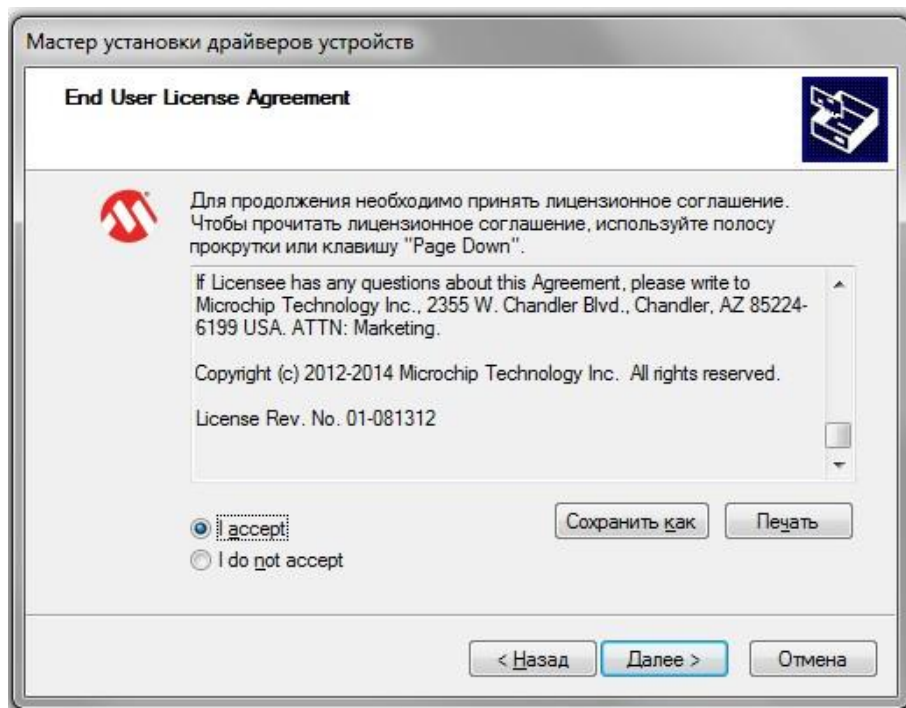 Мастер установки драйверов устройств
End User License Agreement
Для продолжения необходимо принять лицензионное соглашение.
Чтобы прочитать лицензионное соглашение, используйте полосу
прокрутки или клавишу "Page Down".
If Licensee has any questions about this Agreement, please write to
Microchip Technology Inc., 2355 W. Chandler Blvd., Chandler, AZ 85224-
6199 USA. ATTN: Marketing.
Copyright (c) 2012-2014 Microchip Technology Inc.  All rights reserved.
License Rev. No. 01-081312
I accept
Сохранить как
Печать
I do not accept
< Назад
Далее >
Отмена